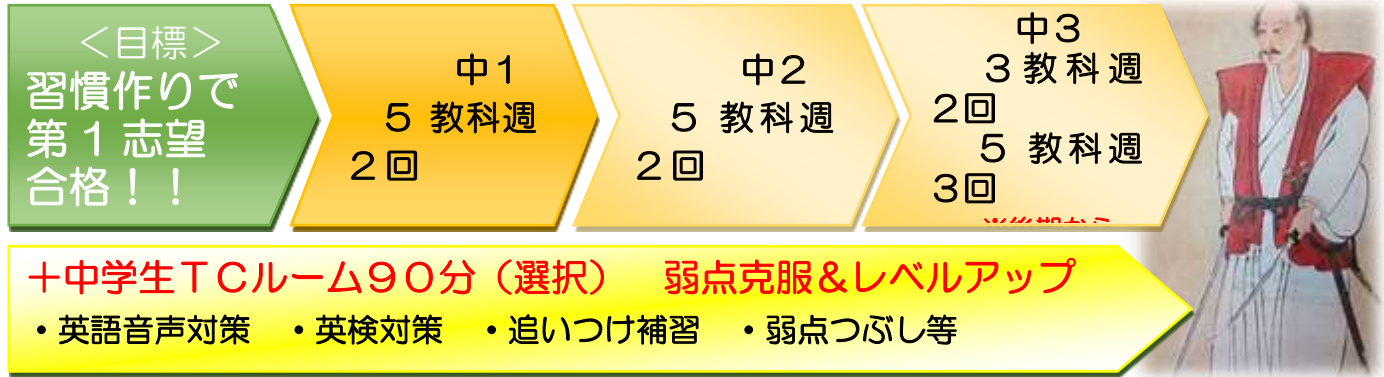 ＜目標＞
習慣作りで
第１志望
合格！！
中１
５ 教科週
２回
中２
５ 教科週
２回
中３
３教科週
２回
５ 教科週
３回
※後期から
＋中学生ＴＣルーム９０分（選択）　弱点克服＆レベルアップ
・英語音声対策　・英検対策　・追いつけ補習　・弱点つぶし等